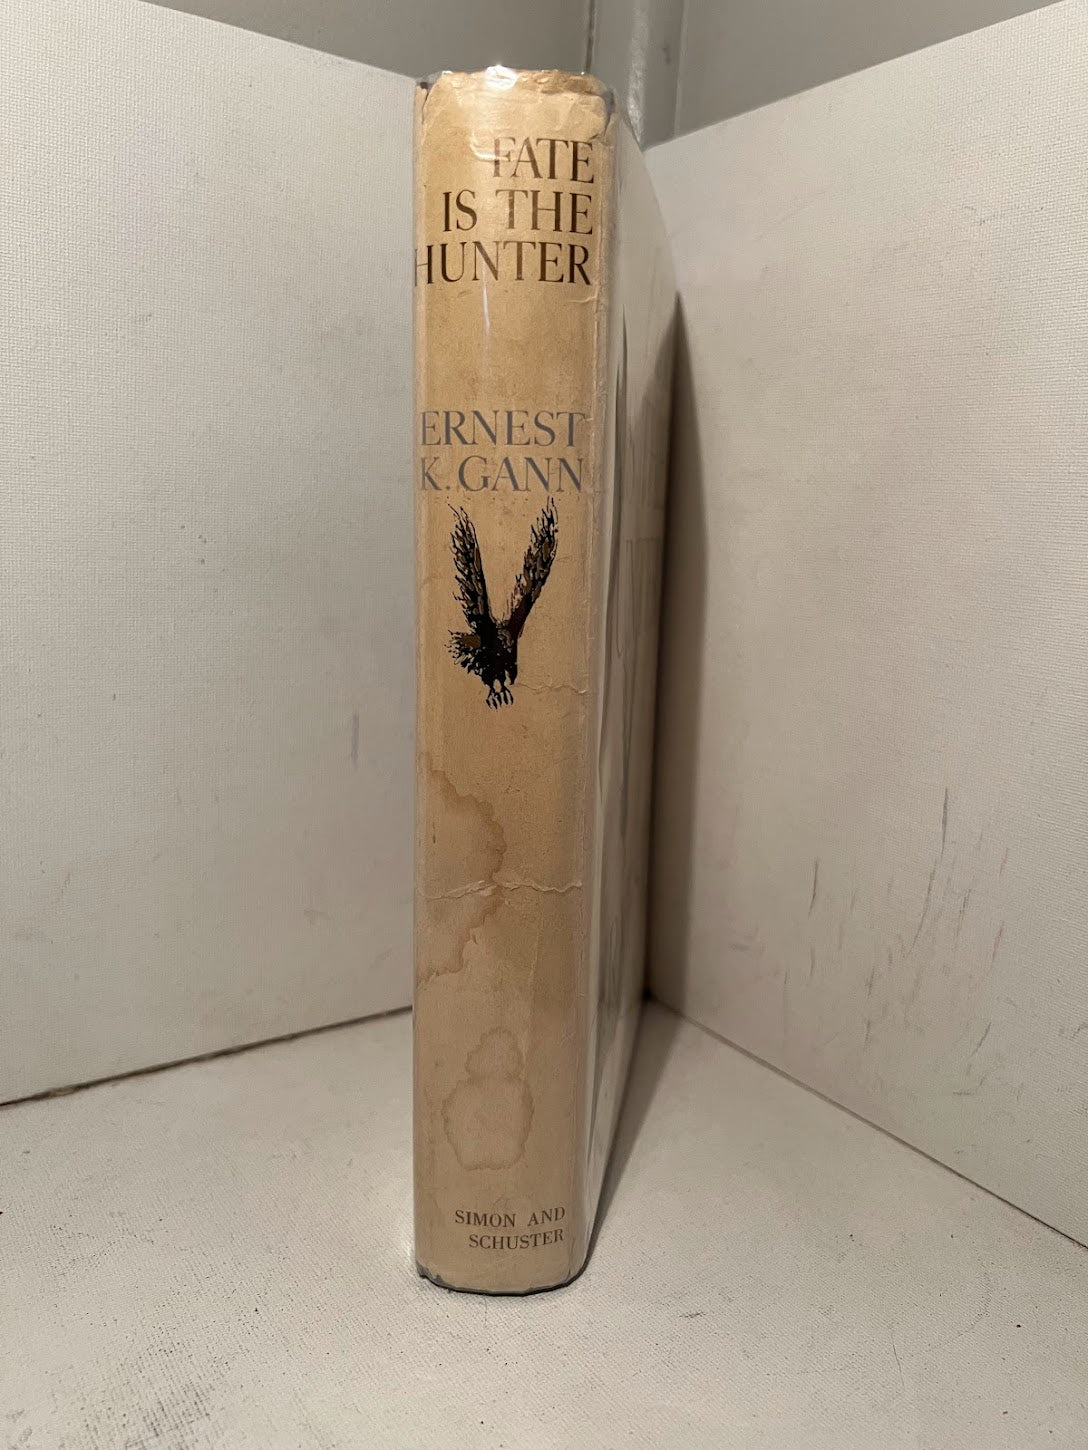 FATE
IS THE
HUNTER
ERNEST
K. GANN
SIMON AND
SCHUSTER